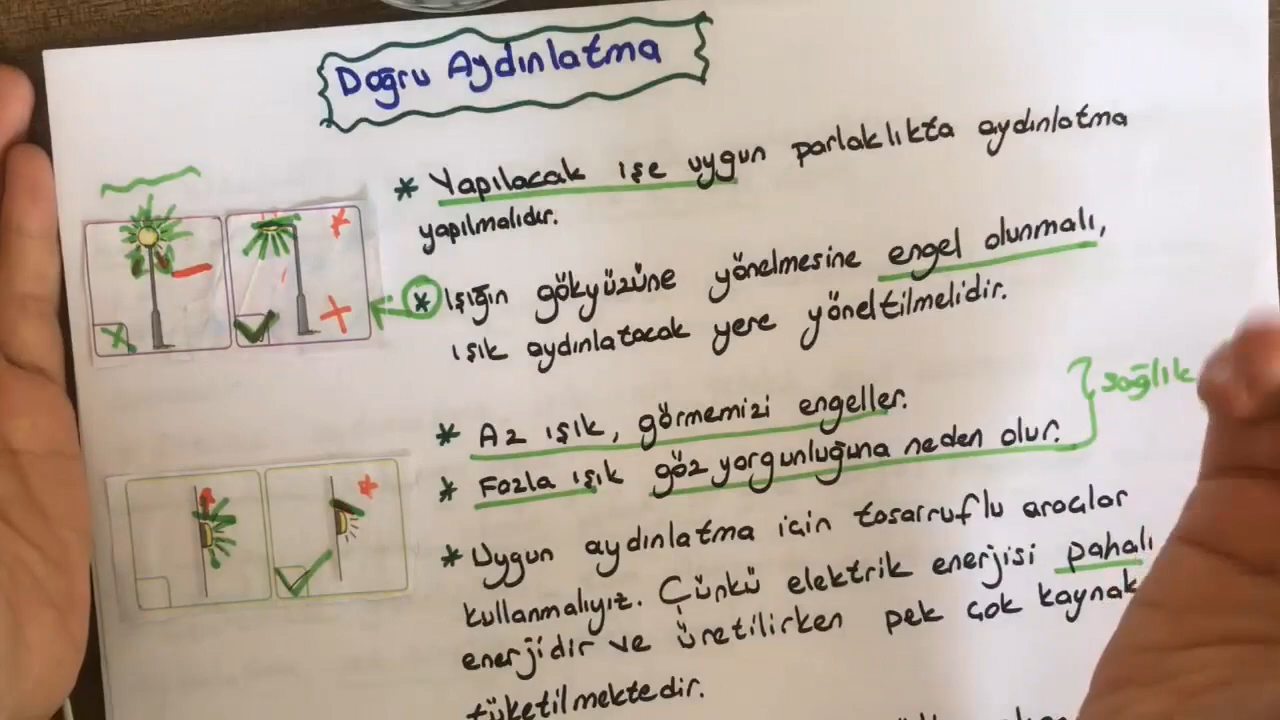 Doğru Aydınlatma
* Yapılacak işe uygun parlaklıkta aydınlatma
yapılmalıdır.
* Işığın gökyüzüne yönelmesine engel olunmalı,
ışık aydınlatacak yere yöneltilmelidir.
* Az ışık, görmemizi engeller.
* Fazla ışık göz yorgunluğuna neden olur.
sağlık
* Uygun aydınlatma için tasarruflu araçlar
kullanmalıyız. Çünkü elektrik enerjisi pahalı
enerjidir ve üretilirken pek çok kaynak
tüketilmektedir.